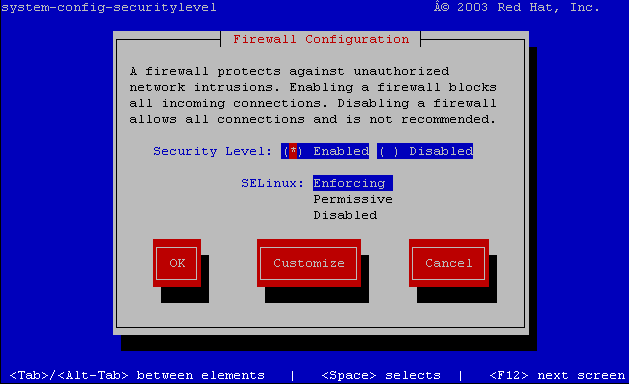 system-config-securitylevel © 2003 Red Hat, Inc.
Firewall Configuration
A firewall protects against unauthorized
network intrusions. Enabling a firewall blocks
all incoming connections. Disabling a firewall
allows all connections and is not recommended.
Security Level: (*) Enabled ( ) Disabled
SELinux: Enforcing
Permissive
Disabled
OK Customize Cancel
<Tab>/<Alt-Tab> between elements | <Space> selects | <F12> next screen